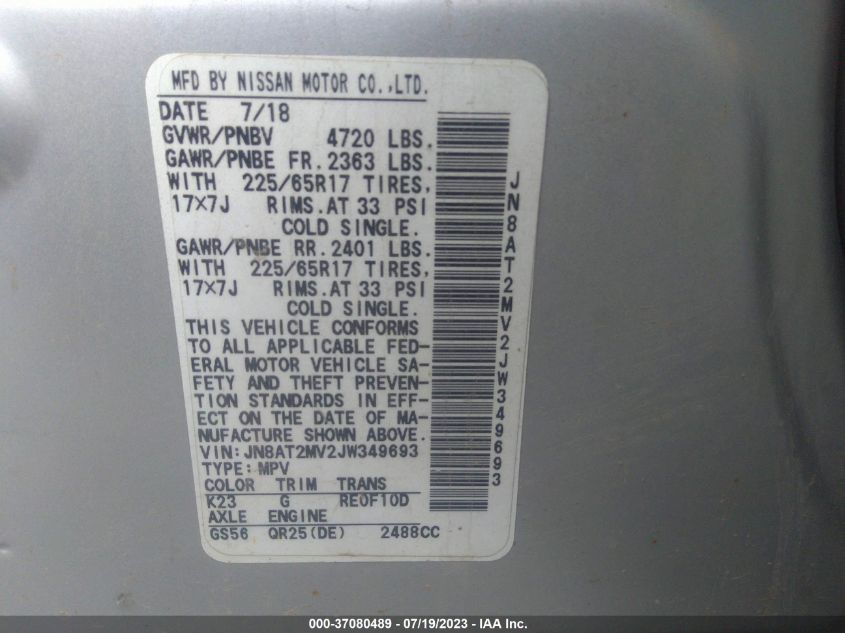 MFD BY NISSAN MOTOR CO.,LTD.
DATE 7/18
GVWR/PNBV 4720 LBS.
GAWR/PNBE FR. 2363 LBS.
WITH 225/65R17 TIRES,
17×7J RIMS. AT 33 PSI
COLD SINGLE.
GAWR/PNBE RR. 2401 LBS.
WITH 225/65R17 TIRES,
17×7J RIMS. AT 33 PSI
COLD SINGLE.
THIS VEHICLE CONFORMS
TO ALL APPLICABLE FED-
ERAL MOTOR VEHICLE SA-
FETY AND THEFT PREVEN-
TION STANDARDS IN EFF-
ECT ON THE DATE OF MA-
NUFACTURE SHOWN ABOVE.
VIN: JN8AT2MV2JW349693
TYPE: MPV
COLOR TRIM TRANS
K23 G RE0F10D
AXLE ENGINE
GS56 QR25(DE) 2488CC
JN8AT2MV2JW349693
000-37080489 - 07/19/2023 - IAA Inc.